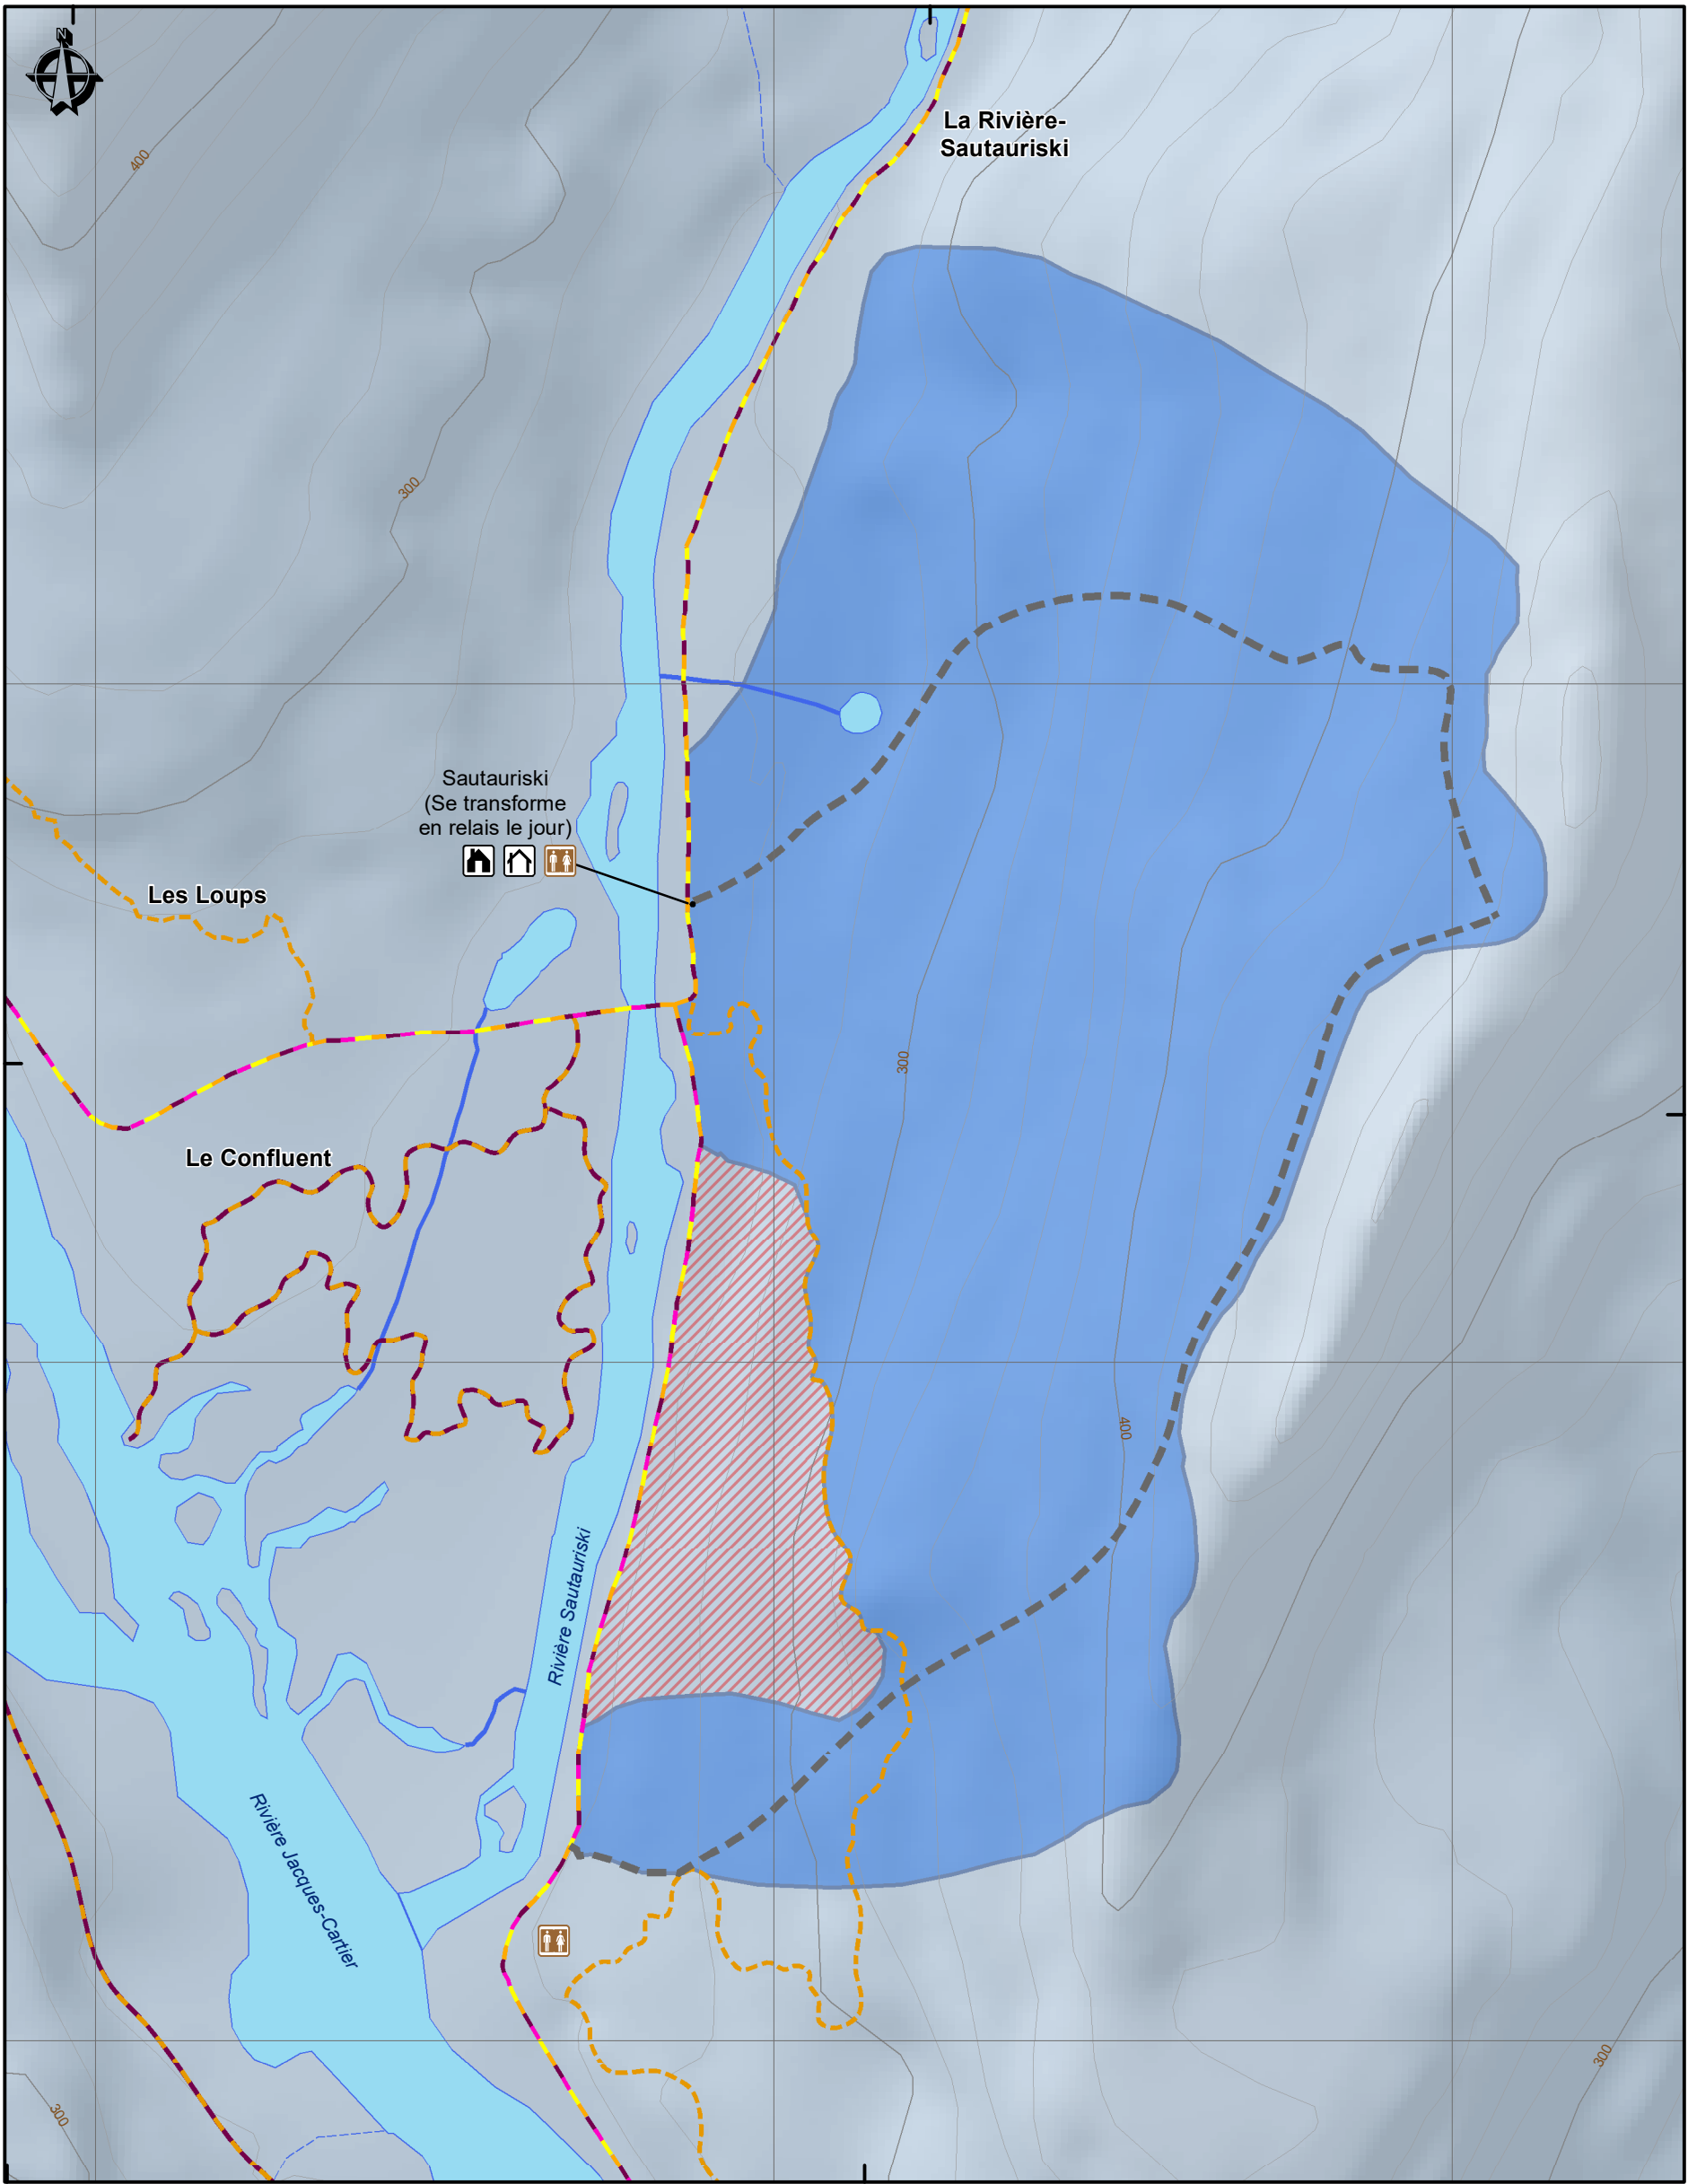 N
La Rivière-
Sautauriski
400
300
Sautauriski
(Se transforme
en relais le jour)
Les Loups
300
Le Confluent
400
Rivière Sautauriski
Rivière Jacques-Cartier
300
300